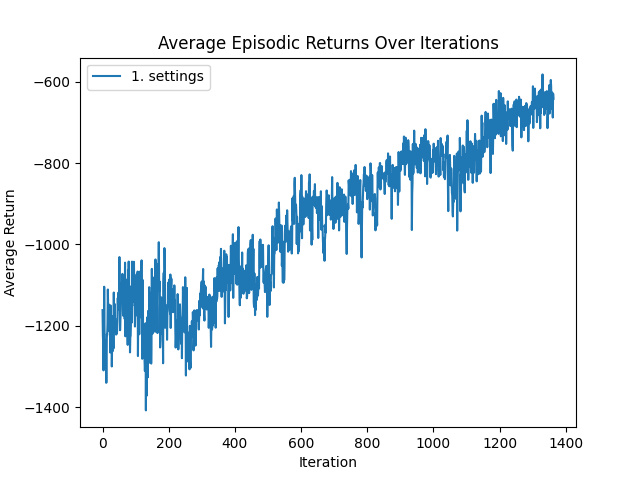 Average Episodic Returns Over Iterations
1. settings
Average Return
−600
−800
−1000
−1200
−1400
0 200 400 600 800 1000 1200 1400
Iteration